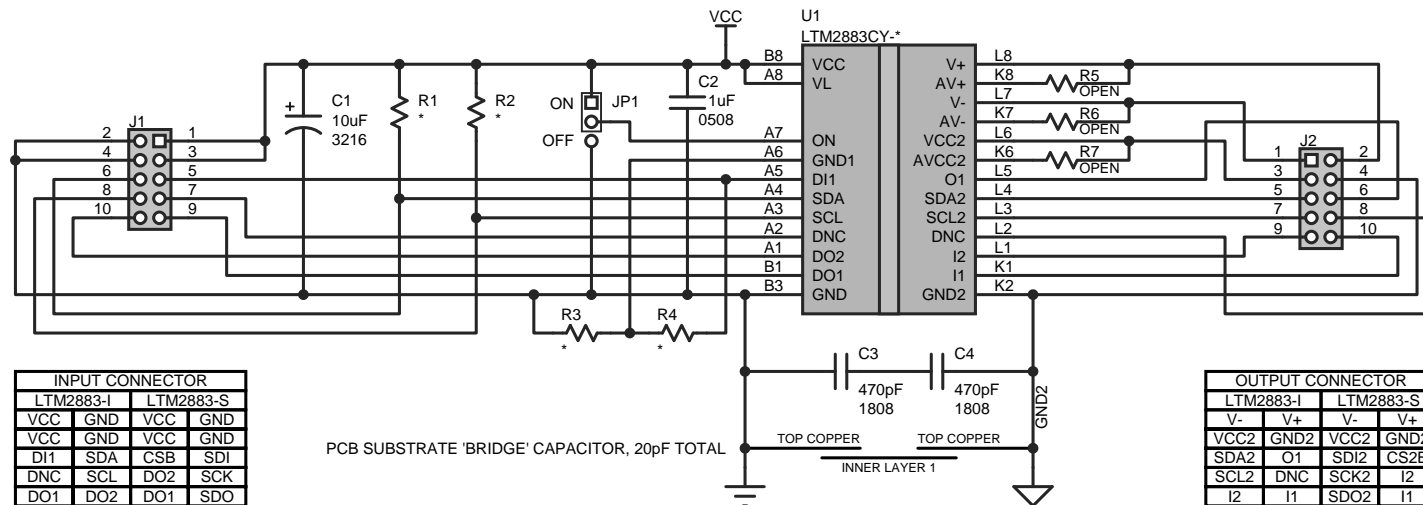 VCC
U1
LTM2883CY-*
B8 VCC V+ L8
A8 VL AV+ K8 R5 OPEN
V- L7
AV- K7 R6 OPEN
A7 ON VCC2 L6
A6 GND1 AVCC2 K6 R7 OPEN
A5 DI1 O1 L5
A4 SDA SDA2 L4
A3 SCL SCL2 L3
A2 DNC DNC L2
A1 DO2 I2 L1
B1 DO1 I1 K1
B3 GND GND2 K2
J1
2 1
4 3
6 5
8 7
10 9
+
C1
10uF
3216
R1
*
R2
*
ON JP1
OFF
C2
1uF
0508
R3
*
R4
*
J2
1 2
3 4
5 6
7 8
9 10
C3
470pF
1808
C4
470pF
1808
GND2
PCB SUBSTRATE 'BRIDGE' CAPACITOR, 20pF TOTAL
TOP COPPER TOP COPPER
INNER LAYER 1
INPUT CONNECTOR
LTM2883-I LTM2883-S
VCC GND VCC GND
VCC GND VCC GND
DI1 SDA CSB SDI
DNC SCL DO2 SCK
DO1 DO2 DO1 SDO
OUTPUT CONNECTOR
LTM2883-I LTM2883-S
V- V+ V- V+
VCC2 GND2 VCC2 GND2
SDA2 O1 SDI2
SCL2 DNC SCK2 I2
I2 I1 SDO2 I1